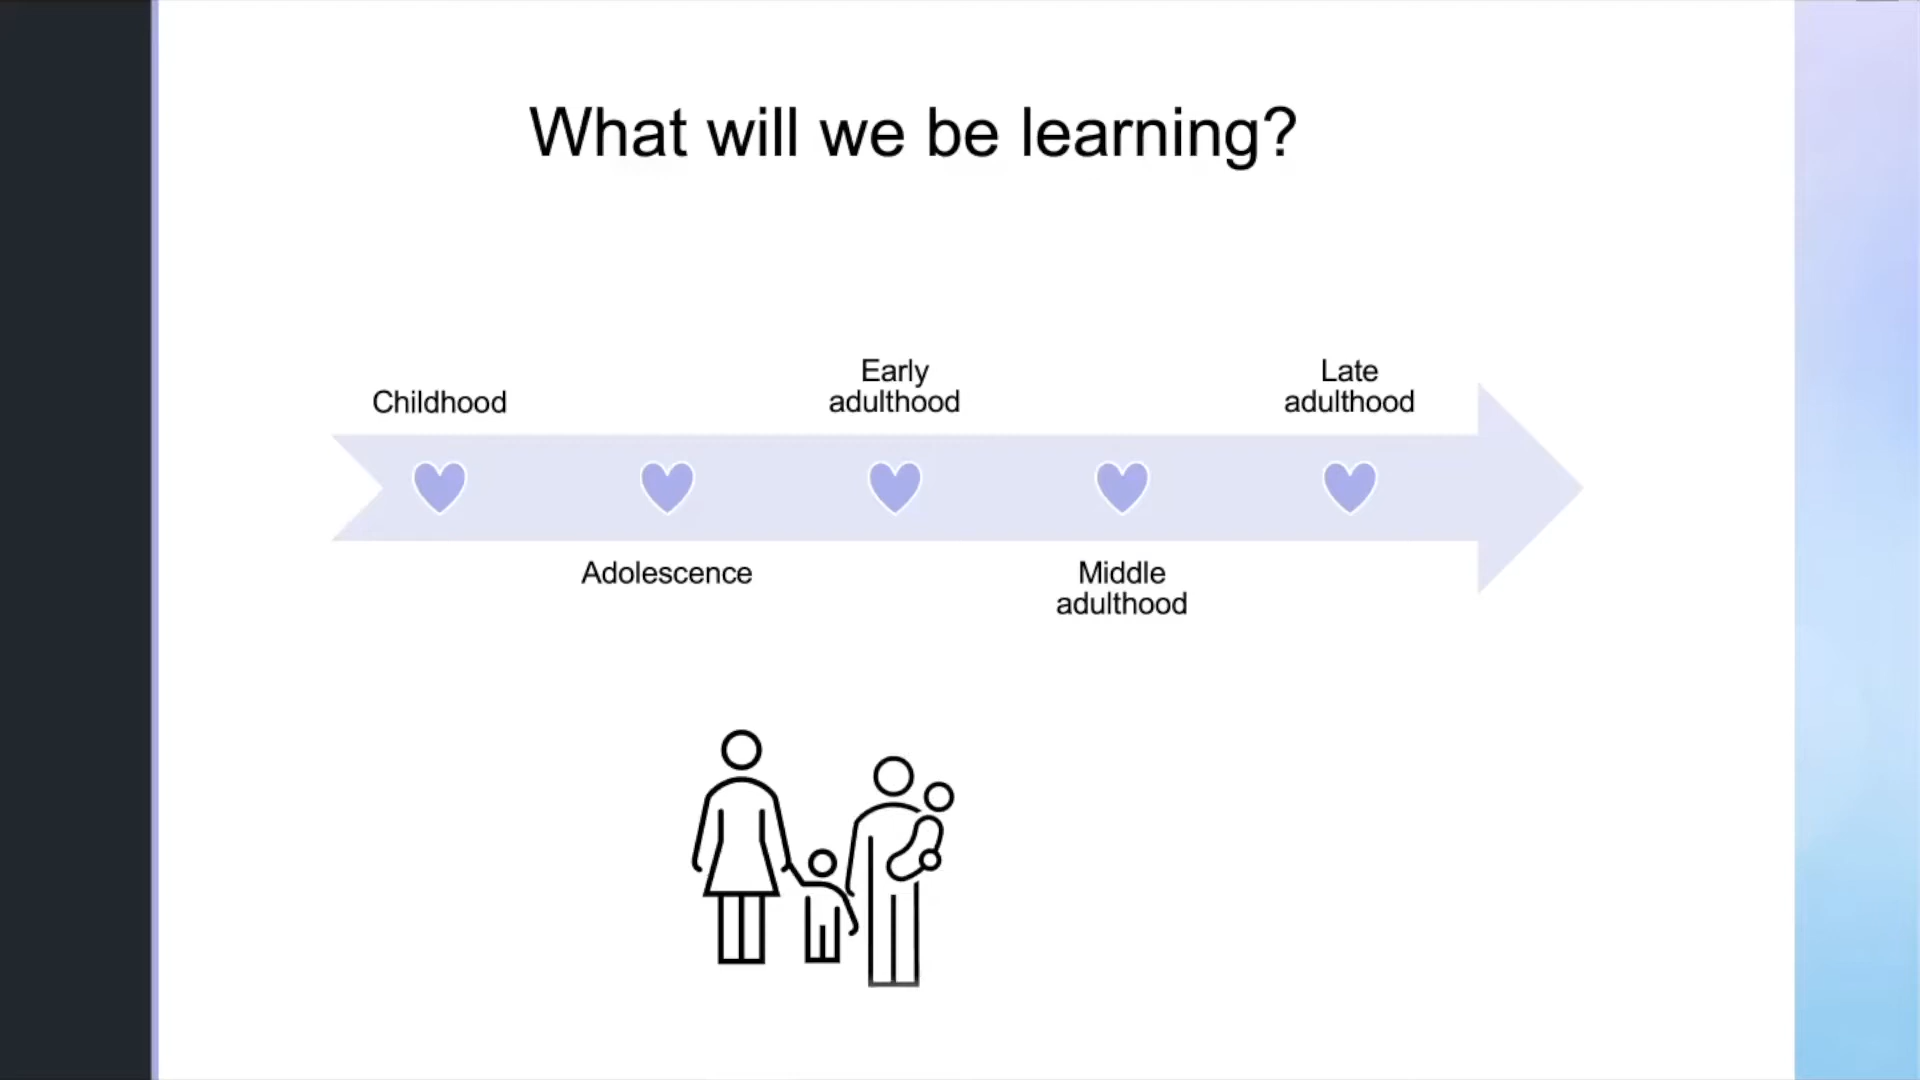 What will we be learning?
Childhood
Adolescence
Early
adulthood
Middle
adulthood
Late
adulthood